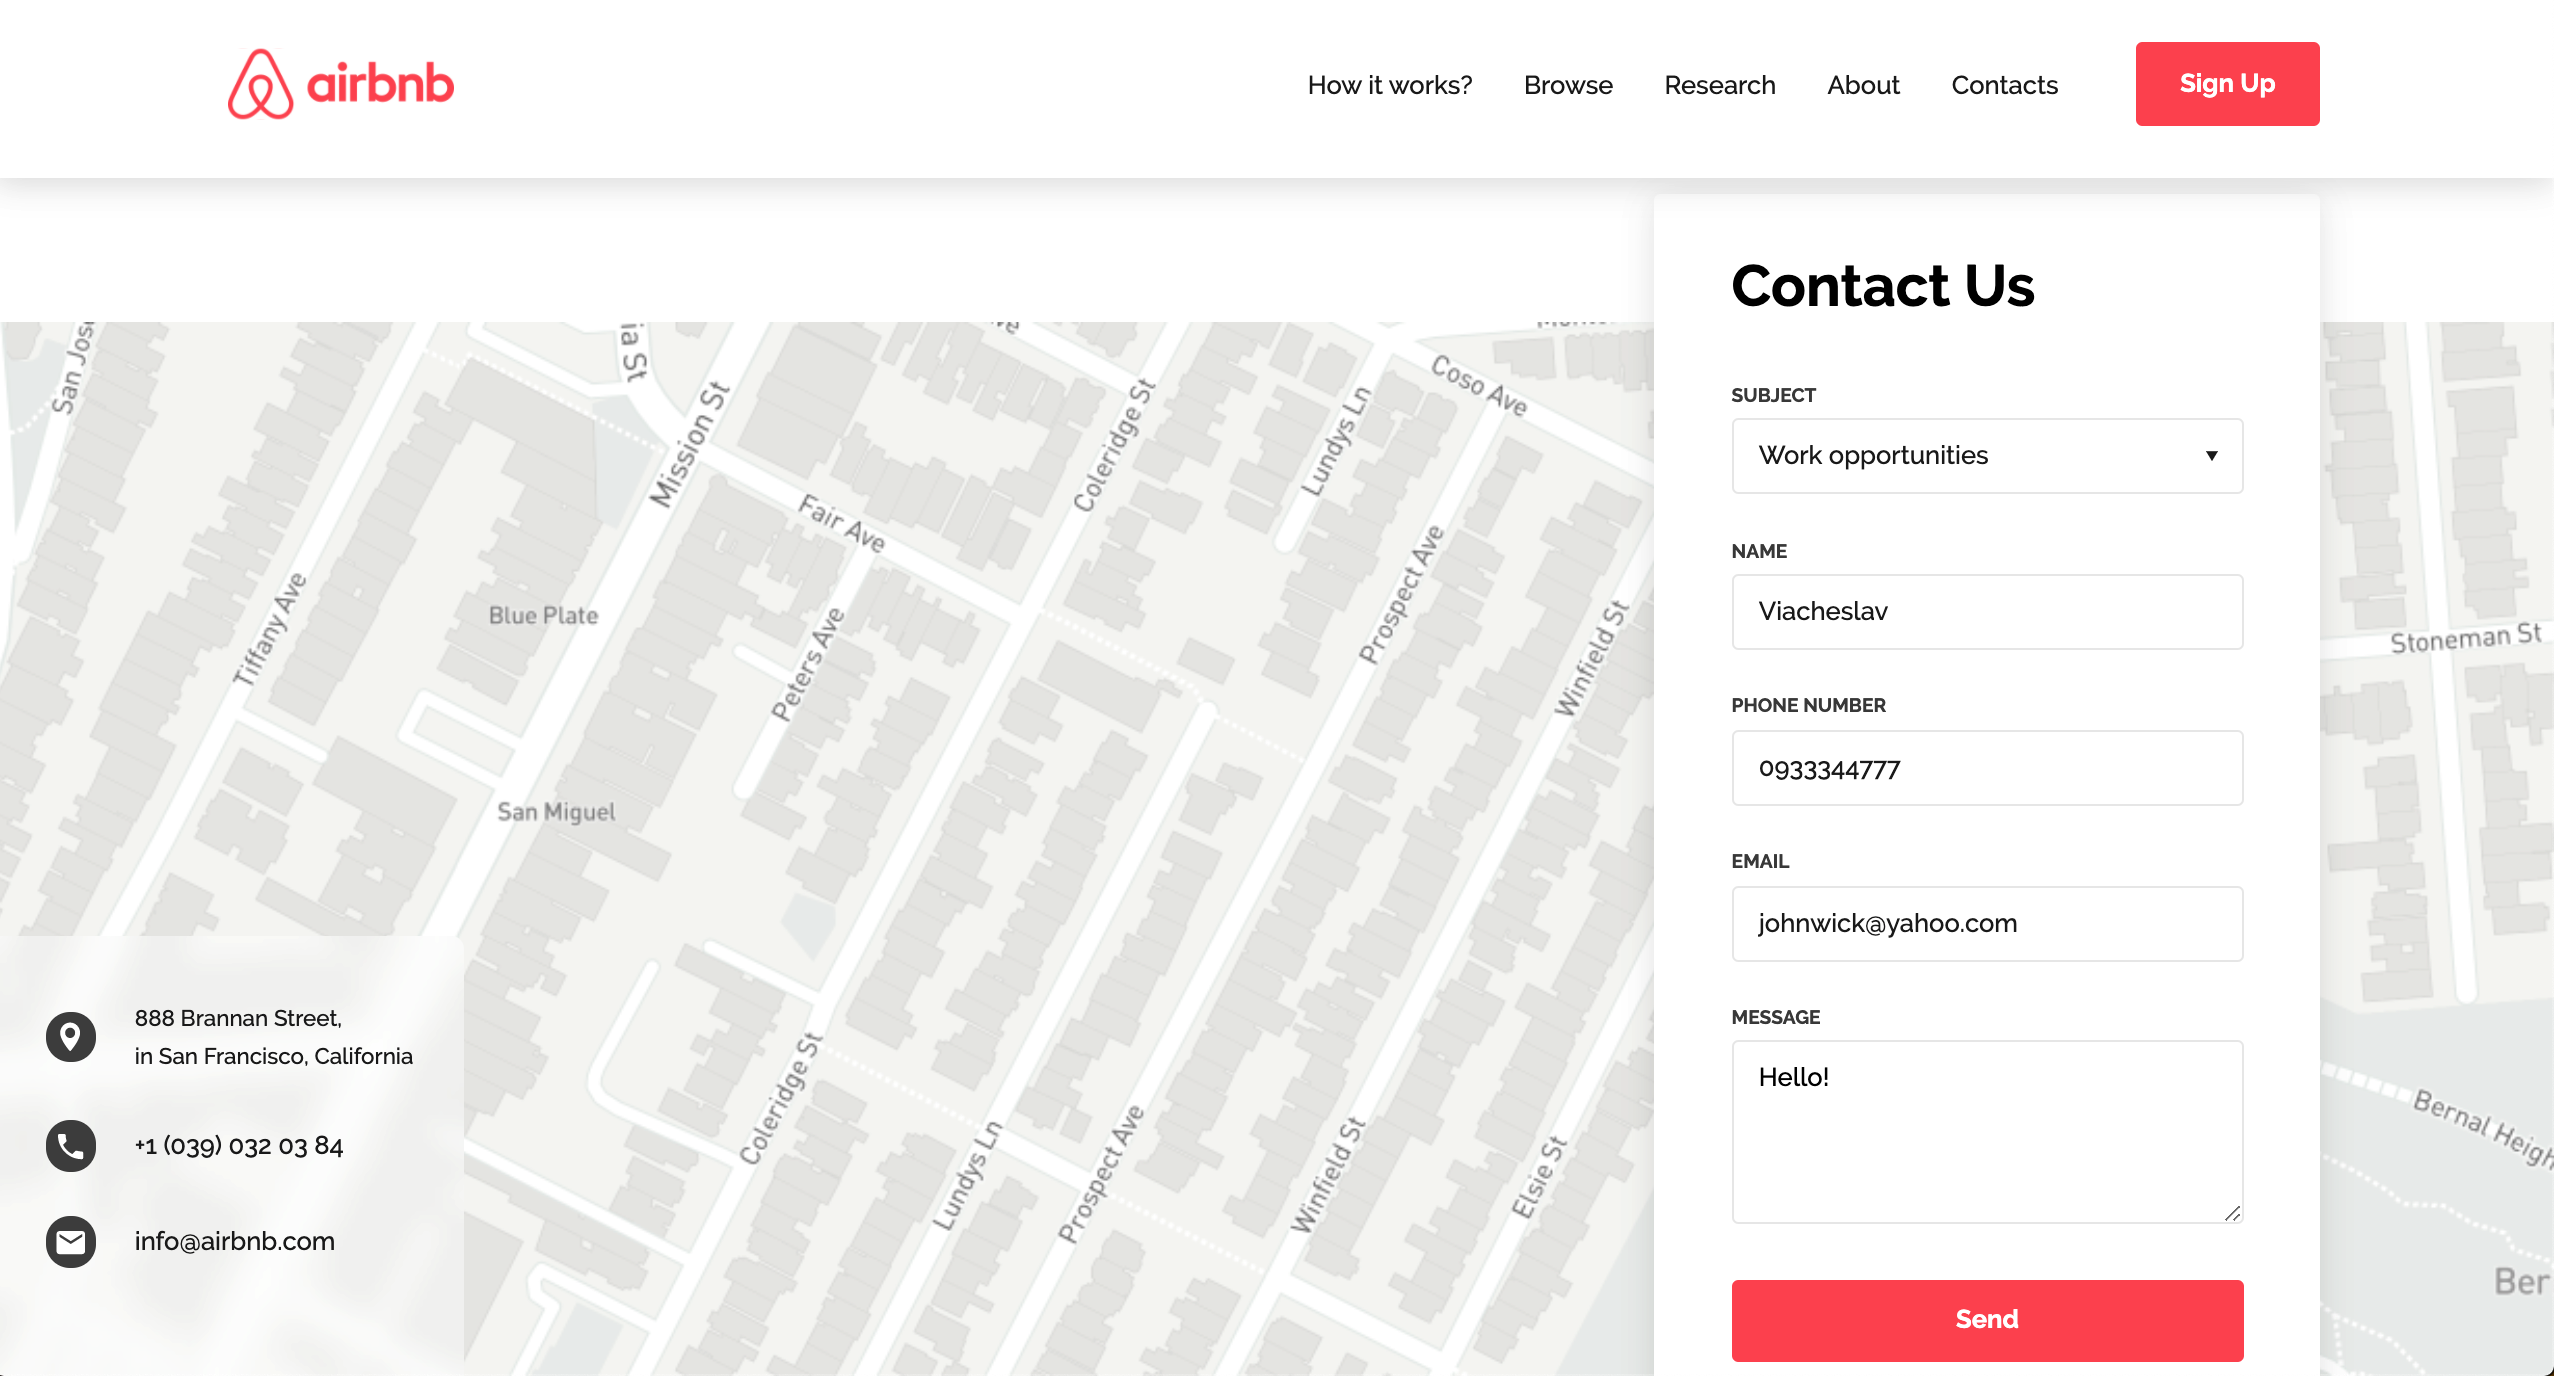 airbnb
How it works?
Browse
Research
About
Contacts
Sign Up
Contact Us
SUBJECT
Work opportunities
NAME
Viacheslav
PHONE NUMBER
0933344777
EMAIL
johnwick@yahoo.com
MESSAGE
Hello!
Send
San Jos
ia St
Mission St
Coleridge St
Lundys Ln
Coso Ave
Fair Ave
Prospect Ave
Tiffany Ave
Blue Plate
Peters Ave
Winfield St
Stoneman St
San Miguel
Coleridge St
Lundys Ln
Prospect Ave
Winfield St
Elsie St
Bernal Heigh
Ber
888 Brannan Street,
in San Francisco, California
+1 (039) 032 03 84
info@airbnb.com